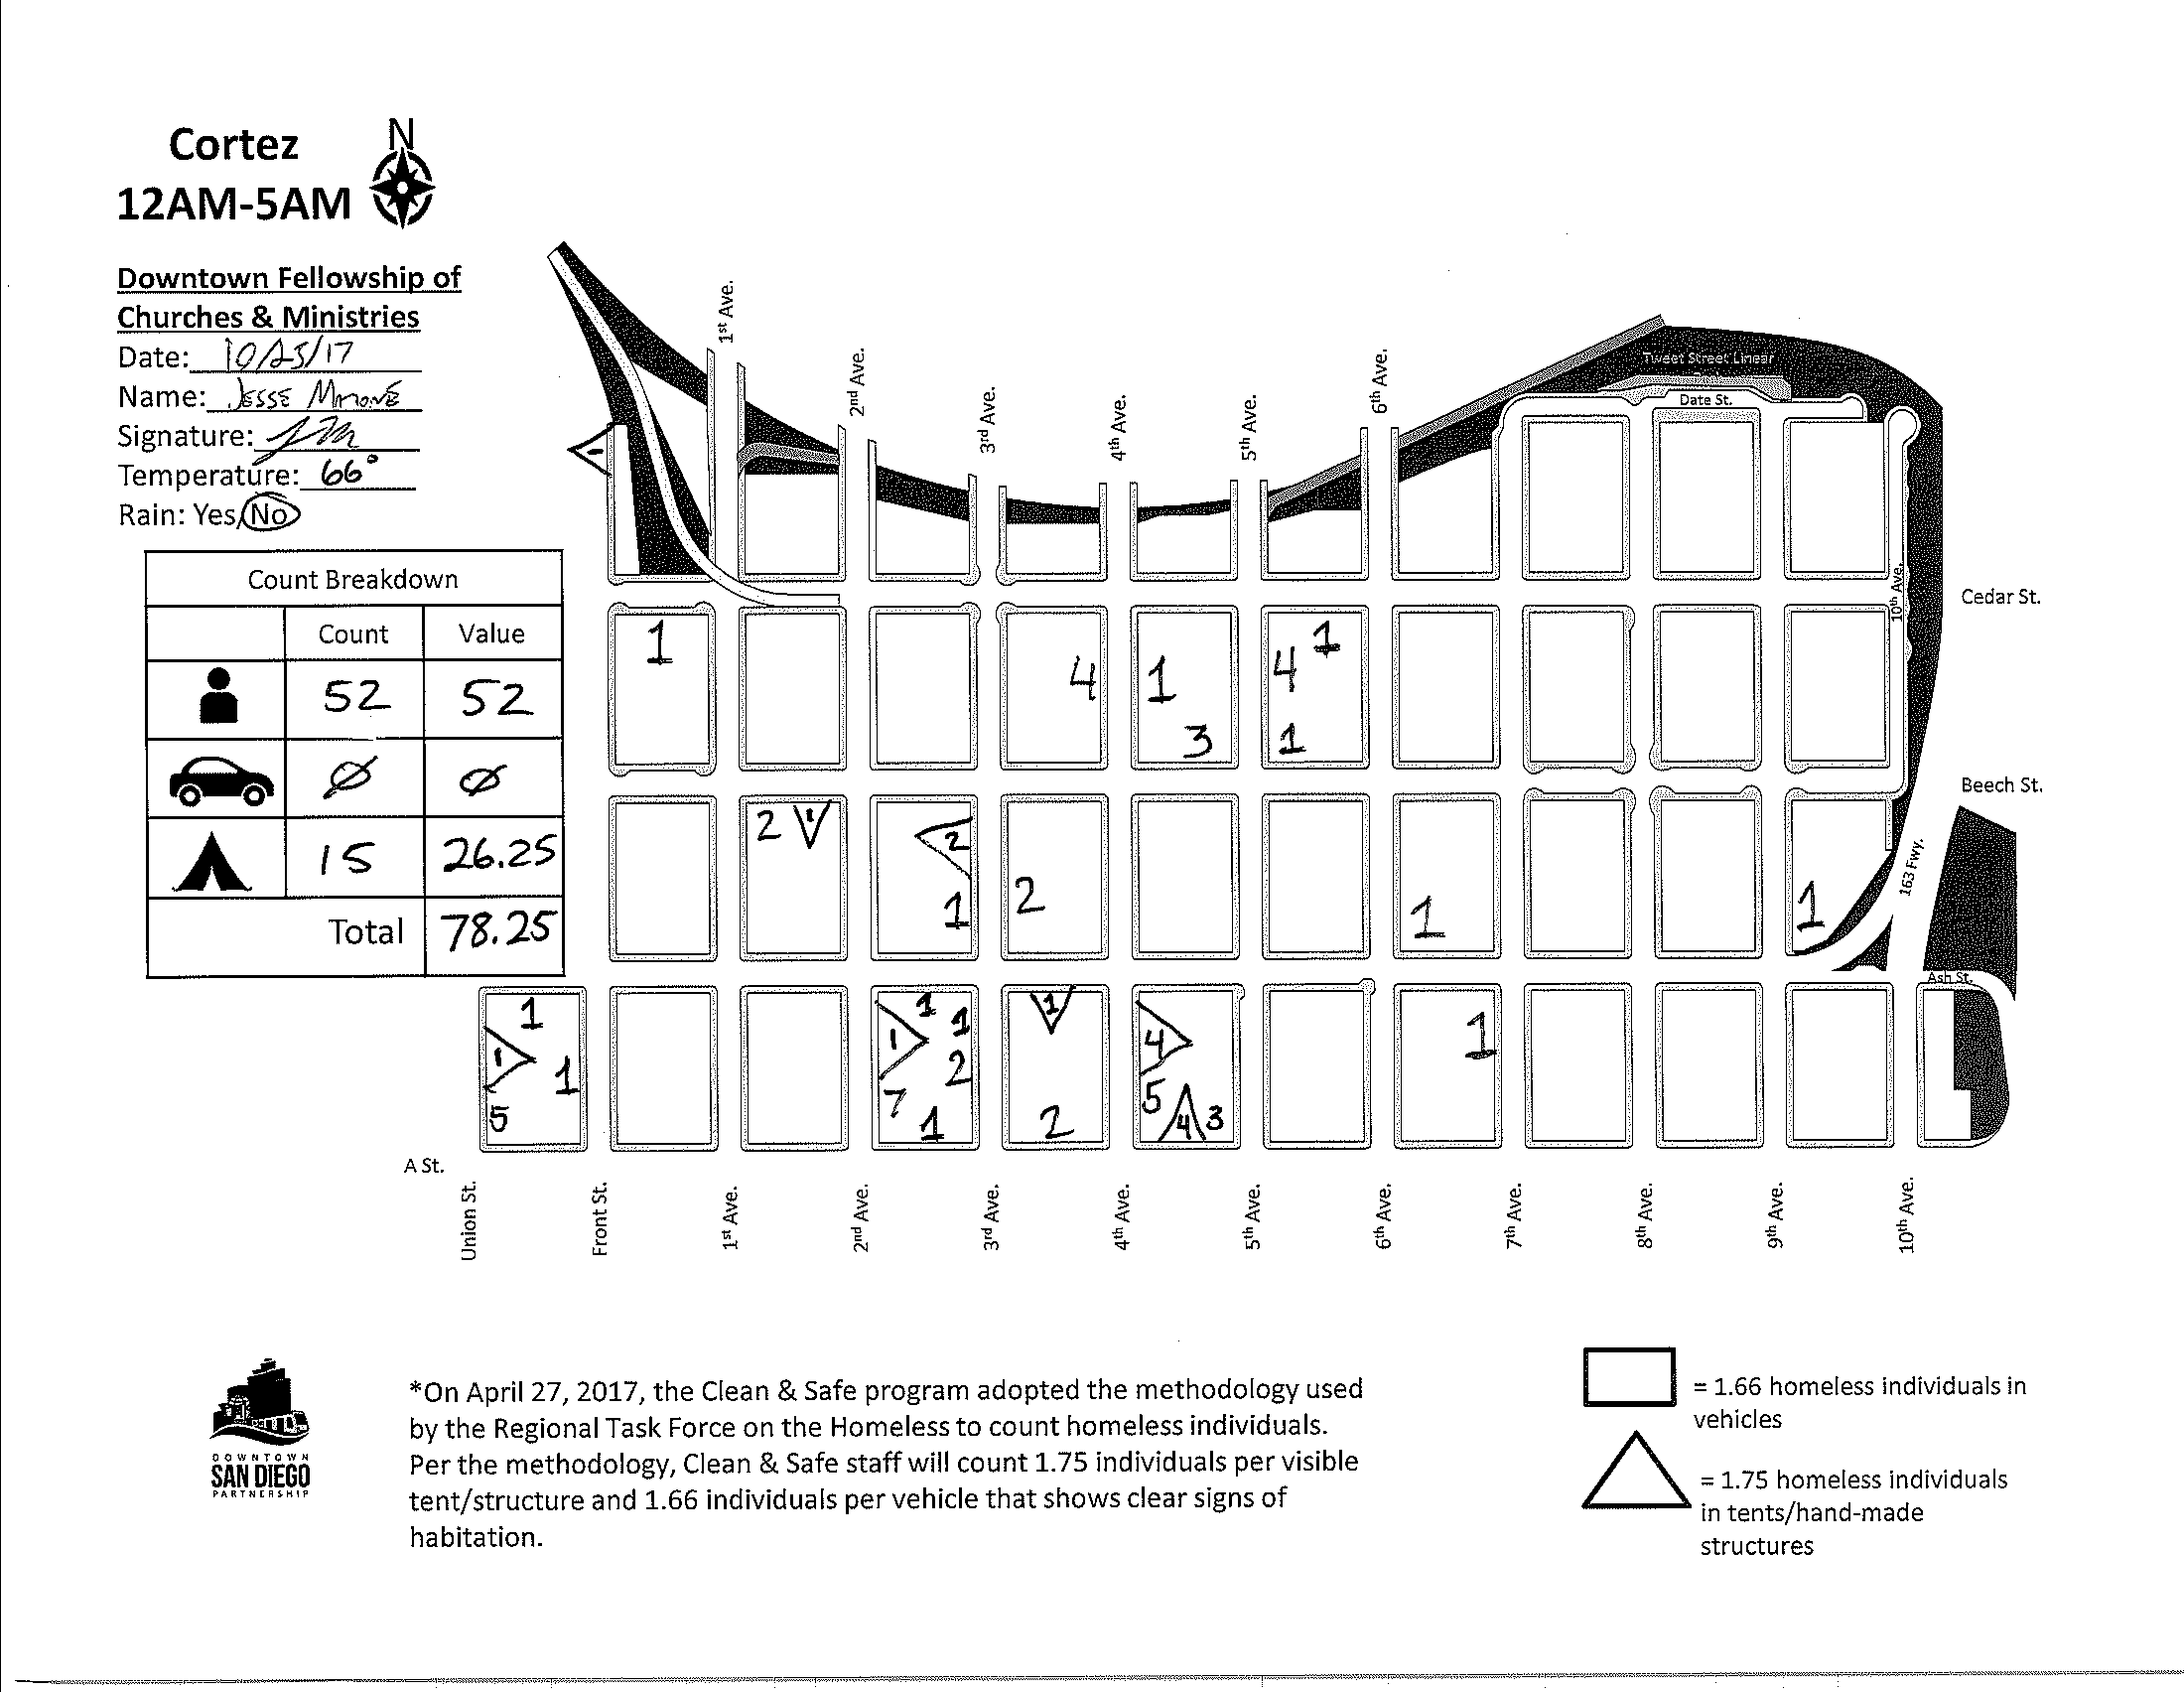 Cortez
12AM-5AM
N
Downtown Fellowship of
Churches & Ministries
Date: 10/25/17
Name: Jesse
Signature:
Temperature: 66°
Rain: Yes/No
Count Breakdown
Count Value
52 52
Ø Ø
15 26.25
Total 78.25
1st Ave.
2nd Ave.
3rd Ave.
4th Ave.
5th Ave.
6th Ave.
Tweet Street Linear
Date St.
10th Ave.
Cedar St.
Beech St.
163 Fwy.
Ash St.
A St.
1
1 4 1 3 4 1 1
2 1 2 1 2 1 1
1 1 1 5
1 1 1 2 7 1
1 2
4 5 4 3
1
Union St.
Front St.
1st Ave.
2nd Ave.
3rd Ave.
4th Ave.
5th Ave.
6th Ave.
7th Ave.
8th Ave.
9th Ave.
10th Ave.
DOWNTOWN
SAN DIEGO
PARTNERSHIP
*On April 27, 2017, the Clean & Safe program adopted the methodology used
by the Regional Task Force on the Homeless to count homeless individuals.
Per the methodology, Clean & Safe staff will count 1.75 individuals per visible
tent/structure and 1.66 individuals per vehicle that shows clear signs of
habitation.
= 1.66 homeless individuals in
vehicles
= 1.75 homeless individuals
in tents/hand-made
structures